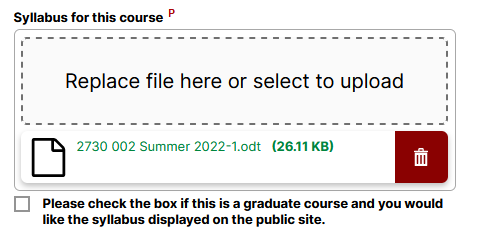 Syllabus for this course P
Replace file here or select to upload
2730 002 Summer 2022-1.odt (26.11 KB)
Please check the box if this is a graduate course and you would
like the syllabus displayed on the public site.